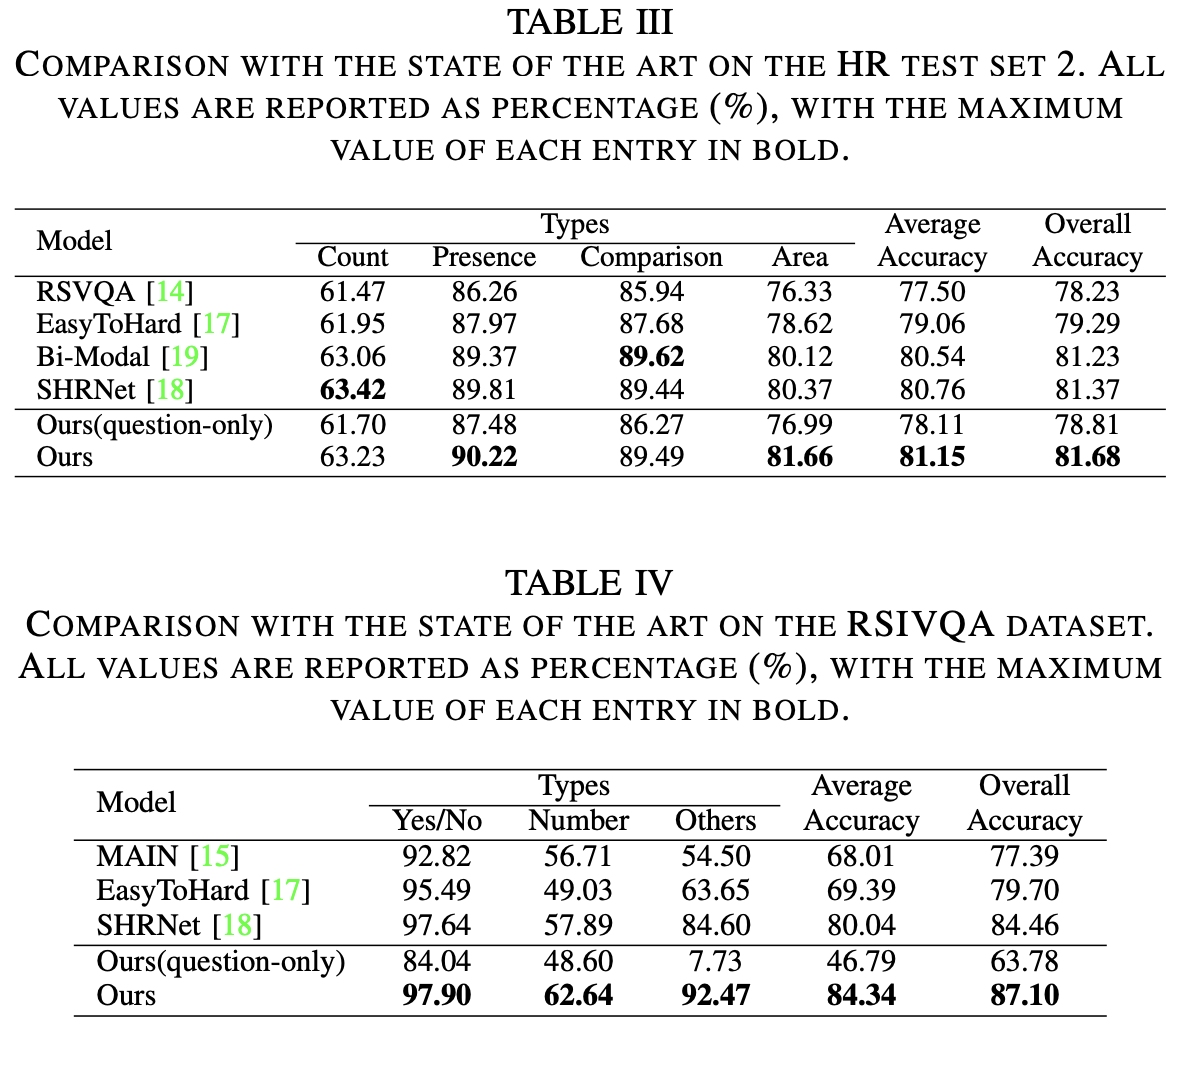 TABLE III
COMPARISON WITH THE STATE OF THE ART ON THE HR TEST SET 2. ALL
VALUES ARE REPORTED AS PERCENTAGE (%), WITH THE MAXIMUM
VALUE OF EACH ENTRY IN BOLD.
Model Types Average Overall
Count Presence Comparison Area Accuracy Accuracy
RSVQA [14] 61.47 86.26 85.94 76.33 77.50 78.23
EasyToHard [17] 61.95 87.97 87.68 78.62 79.06 79.29
Bi-Modal [19] 63.06 89.37 89.62 80.12 80.54 81.23
SHRNet [18] 63.42 89.81 89.44 80.37 80.76 81.37
Ours(question-only) 61.70 87.48 86.27 76.99 78.11 78.81
Ours 63.23 90.22 89.49 81.66 81.15 81.68
TABLE IV
COMPARISON WITH THE STATE OF THE ART ON THE RSIVQA DATASET.
ALL VALUES ARE REPORTED AS PERCENTAGE (%), WITH THE MAXIMUM
VALUE OF EACH ENTRY IN BOLD.
Model Types Average Overall
Yes/No Number Others Accuracy Accuracy
MAIN [15] 92.82 56.71 54.50 68.01 77.39
EasyToHard [17] 95.49 49.03 63.65 69.39 79.70
SHRNet [18] 97.64 57.89 84.60 80.04 84.46
Ours(question-only) 84.04 48.60 7.73 46.79 63.78
Ours 97.90 62.64 92.47 84.34 87.10